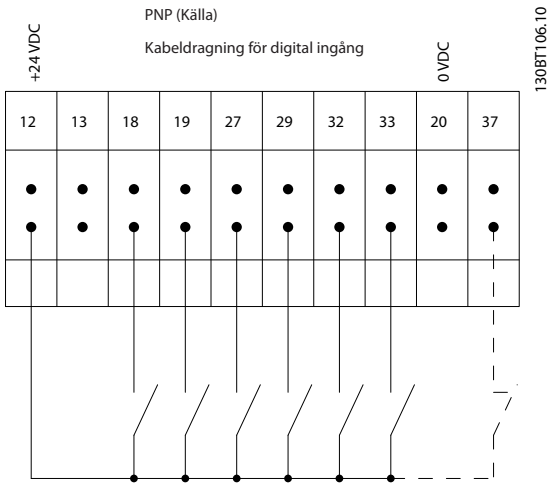 PNP (Källa)
Kabeldragning för digital ingång
+24 VDC
0 VDC
130BT106.10
12 13 18 19 27 29 32 33 20 37